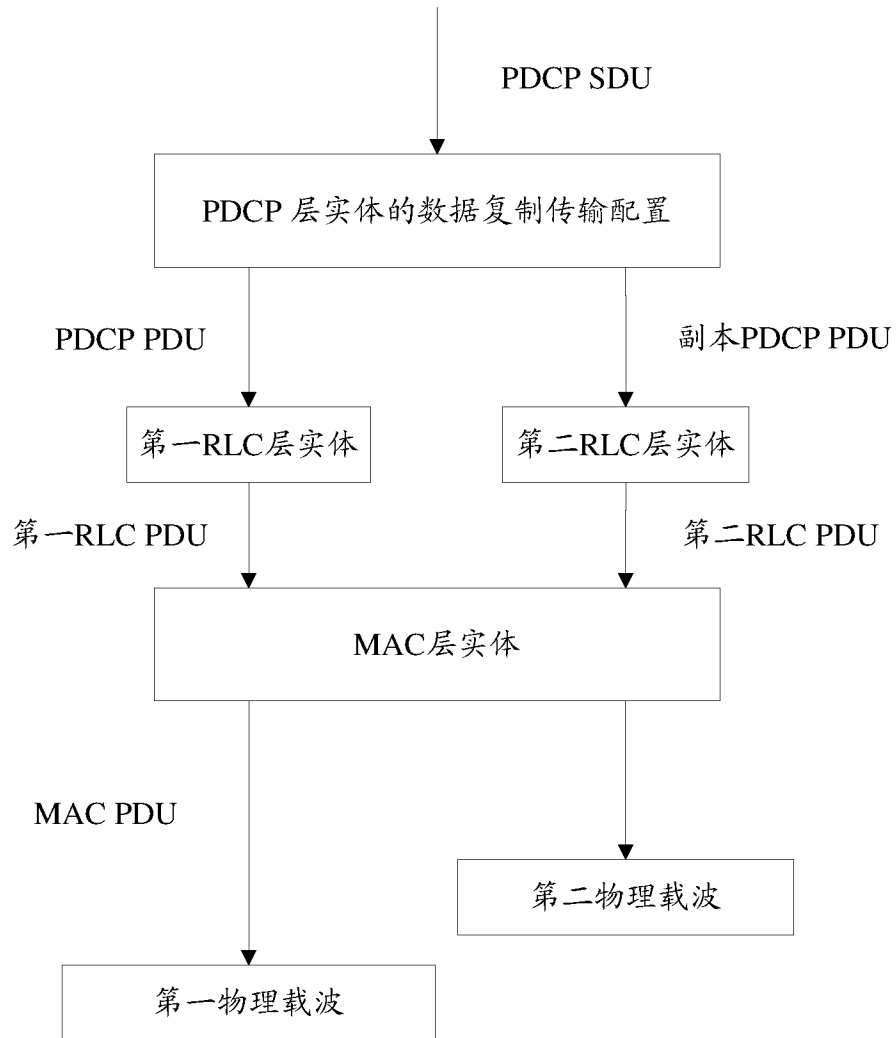 PDCP SDU
PDCP 层实体的数据复制传输配置
PDCP PDU
副本PDCP PDU
第一RLC层实体
第二RLC层实体
第一RLC PDU
第二RLC PDU
MAC层实体
MAC PDU
第二物理载波
第一物理载波